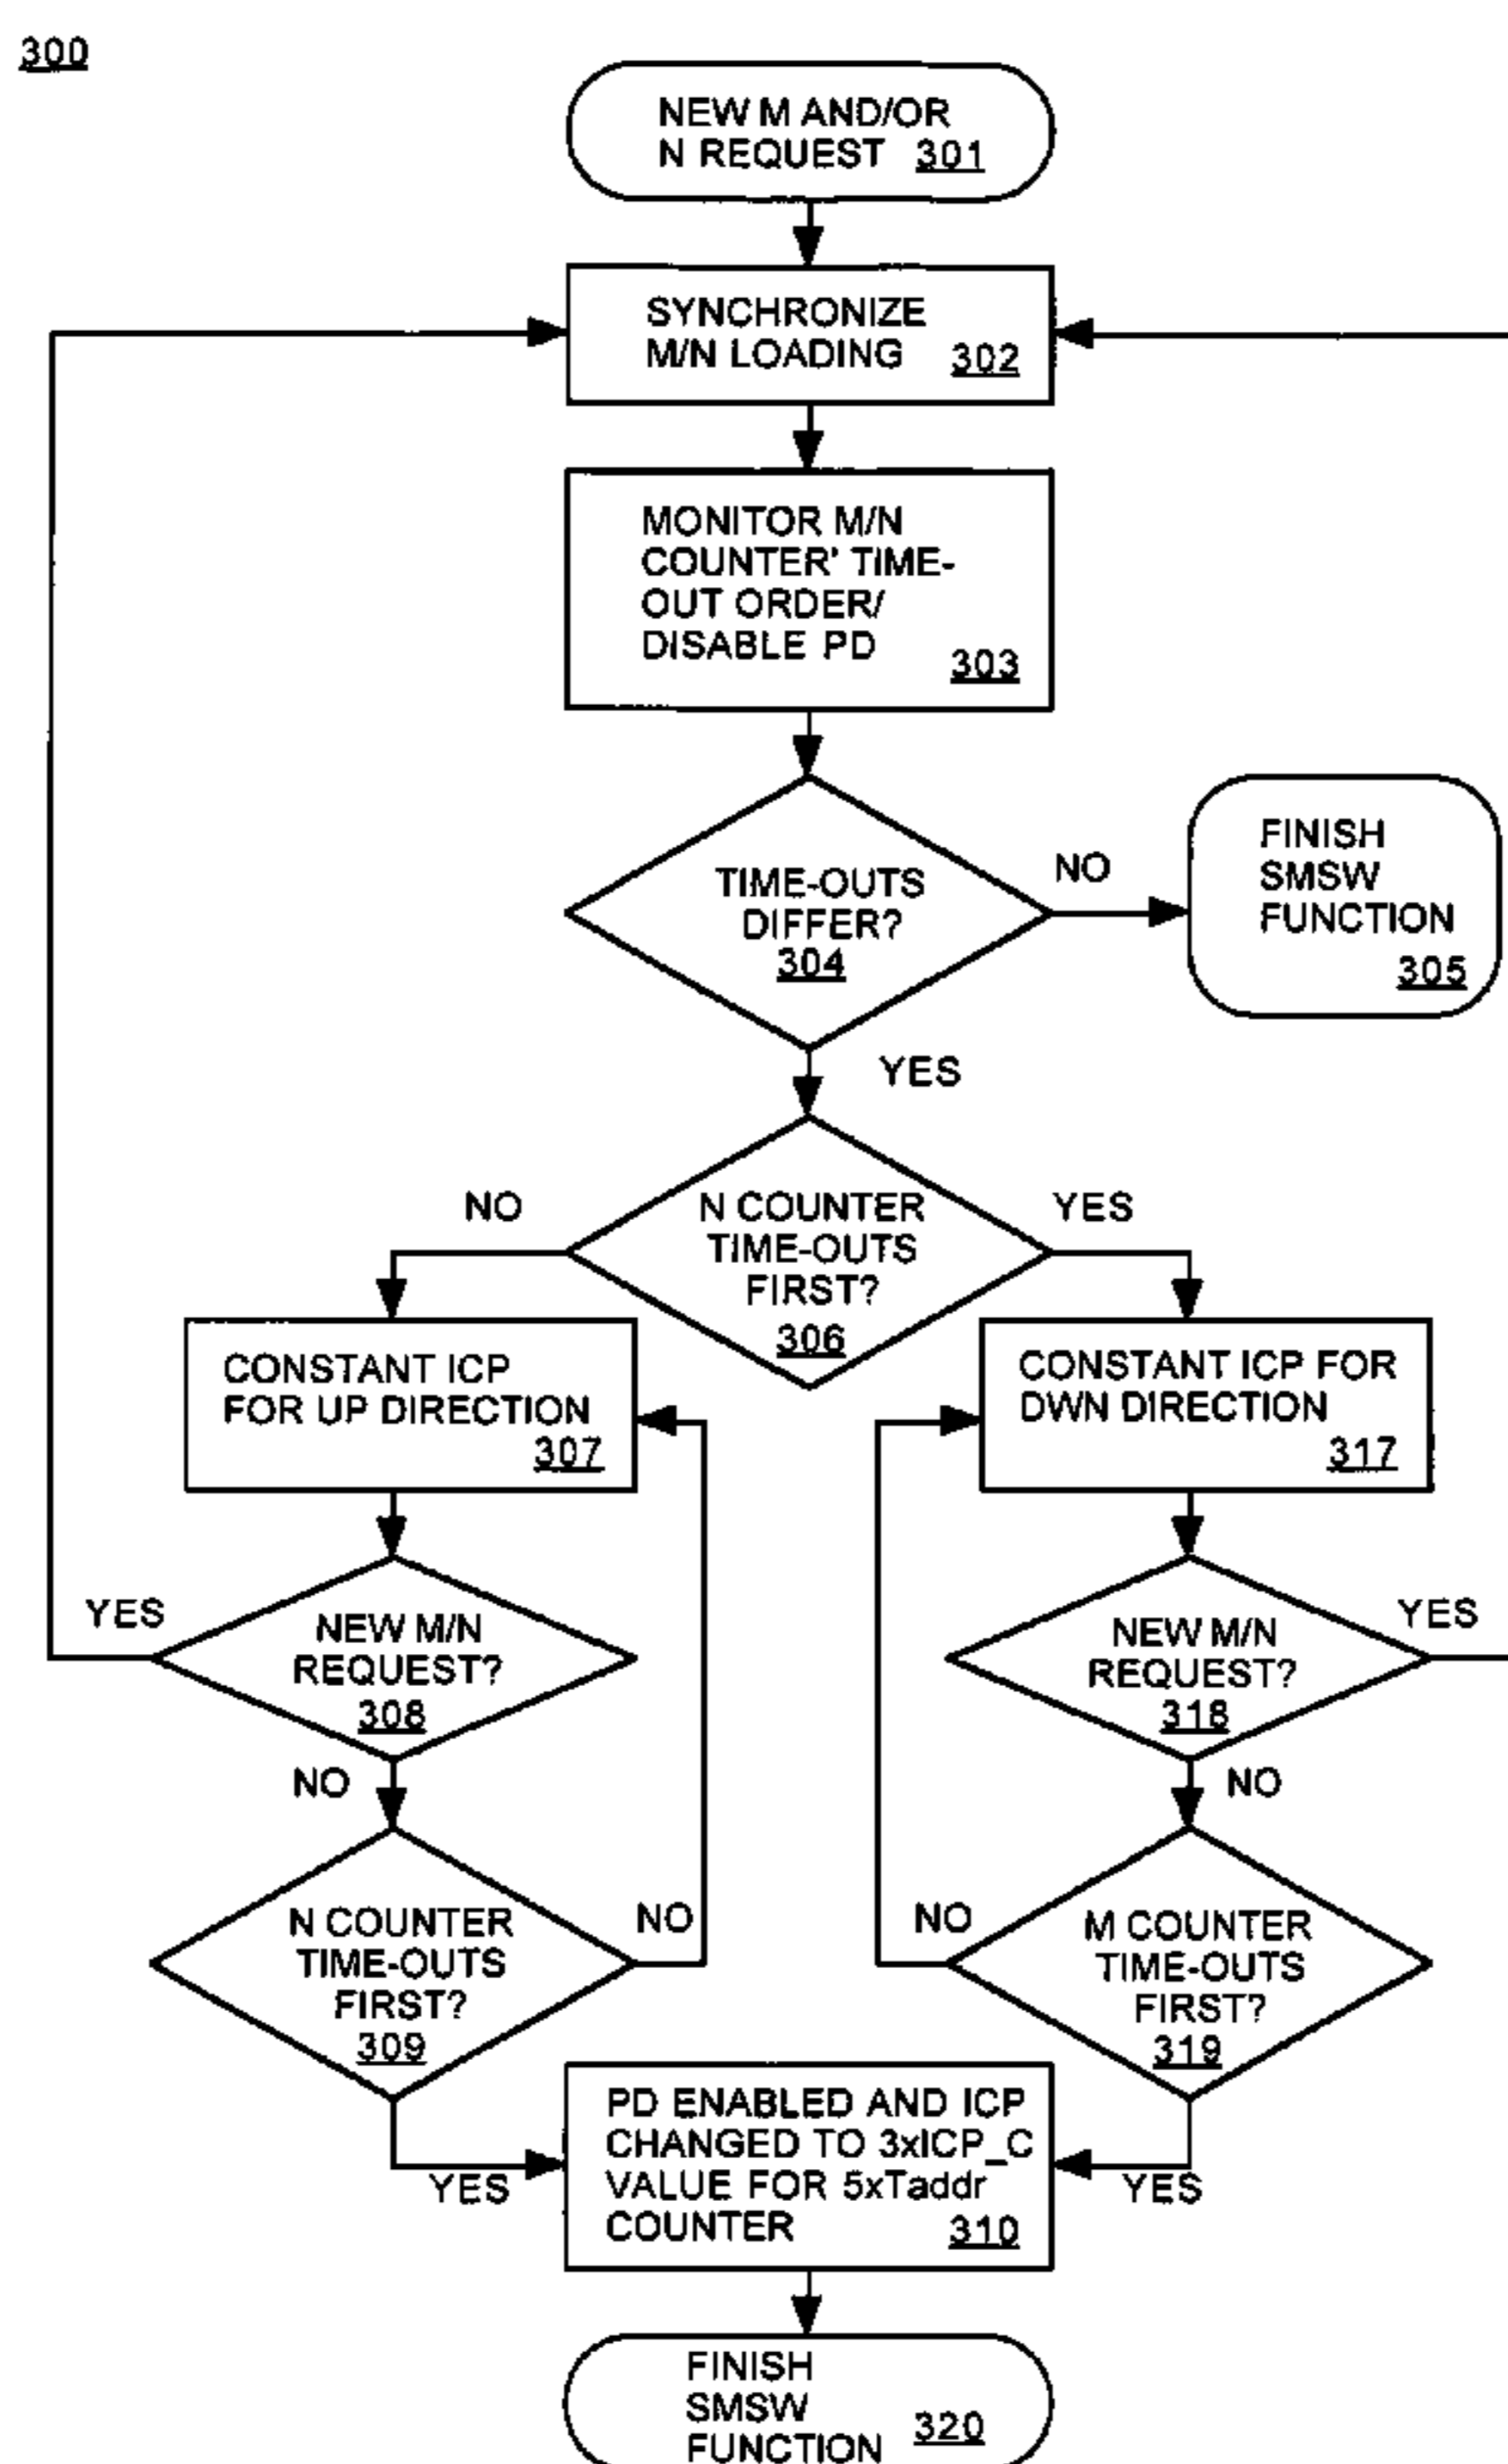 300
NEW M AND/OR
N REQUEST 301
SYNCHRONIZE
M/N LOADING 302
MONITOR M/N
COUNTER' TIME-
OUT ORDER/
DISABLE PD 303
TIME-OUTS
DIFFER?
304
NO
FINISH
SMSW
FUNCTION
305
YES
N COUNTER
TIME-OUTS
FIRST?
306
NO
YES
CONSTANT ICP
FOR UP DIRECTION
307
CONSTANT ICP FOR
DWN DIRECTION
317
NEW M/N
REQUEST?
308
YES
NO
NEW M/N
REQUEST?
318
YES
NO
N COUNTER
TIME-OUTS
FIRST?
309
NO
YES
M COUNTER
TIME-OUTS
FIRST?
319
NO
YES
PD ENABLED AND ICP
CHANGED TO 3xICP_C
VALUE FOR 5xTaddr
COUNTER 310
FINISH
SMSW
FUNCTION 320